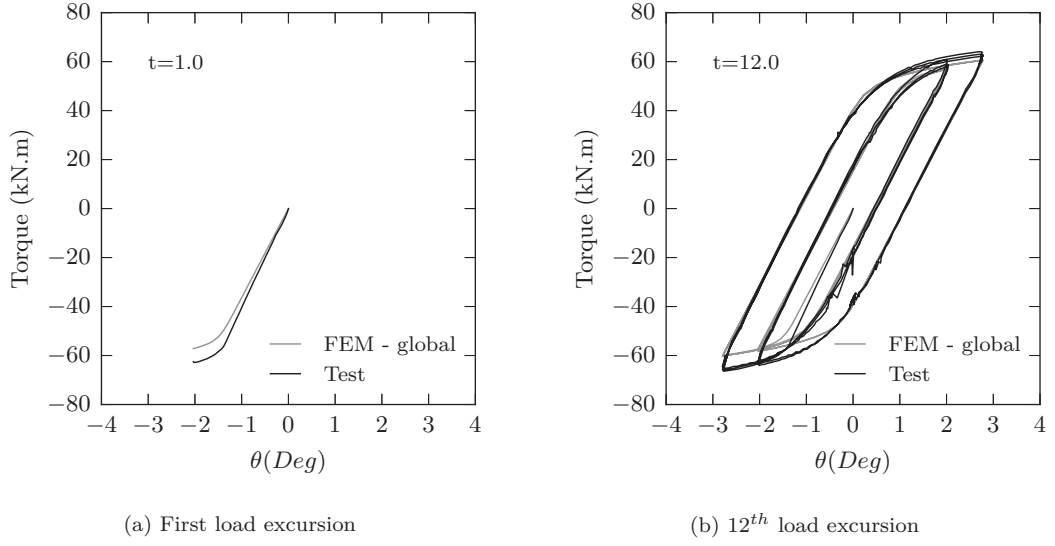 80
60
40
20
0
−20
−40
−60
−80
Torque (kN.m)
t=1.0
FEM - global
Test
−4 −3 −2 −1 0 1 2 3 4
θ(Deg)
(a) First load excursion
80
60
40
20
0
−20
−40
−60
−80
Torque (kN.m)
t=12.0
FEM - global
Test
−4 −3 −2 −1 0 1 2 3 4
θ(Deg)
(b) 12th load excursion